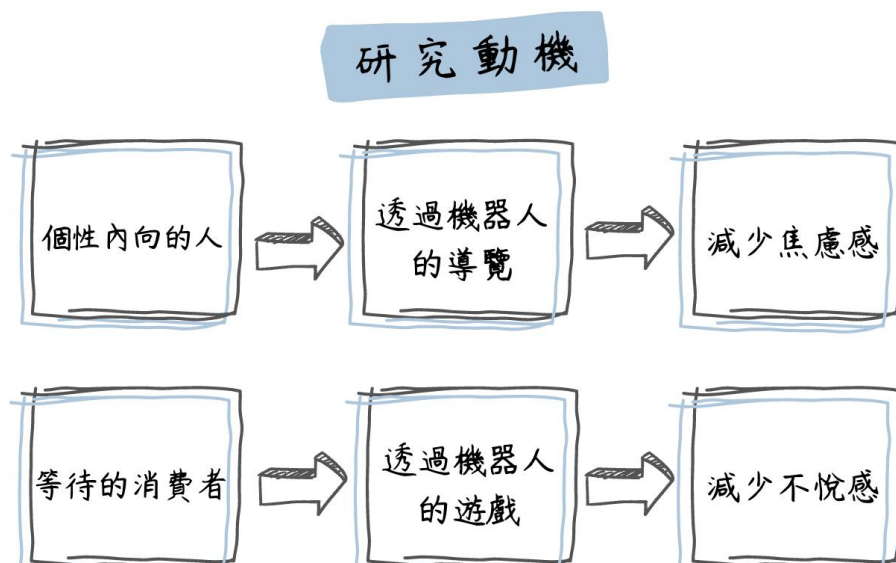 研究動機
個性內向的人
透過機器人
的導覽
減少焦慮感
等待的消費者
透過機器人
的遊戲
減少不悅感